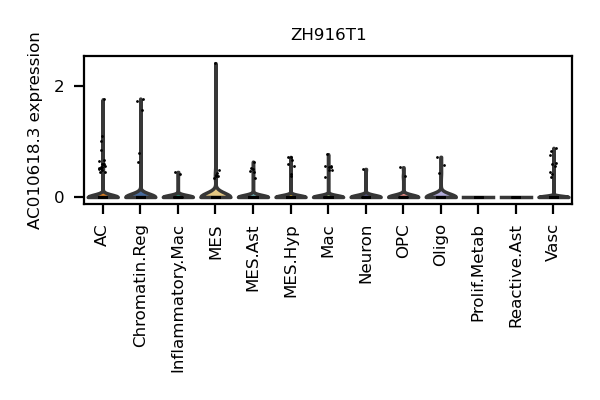 ZH916T1
AC010618.3 expression
2
0
AC
Chromatin.Reg
Inflammatory.Mac
MES
MES.Ast
MES.Hyp
Mac
Neuron
OPC
Oligo
Prolif.Metab
Reactive.Ast
Vasc